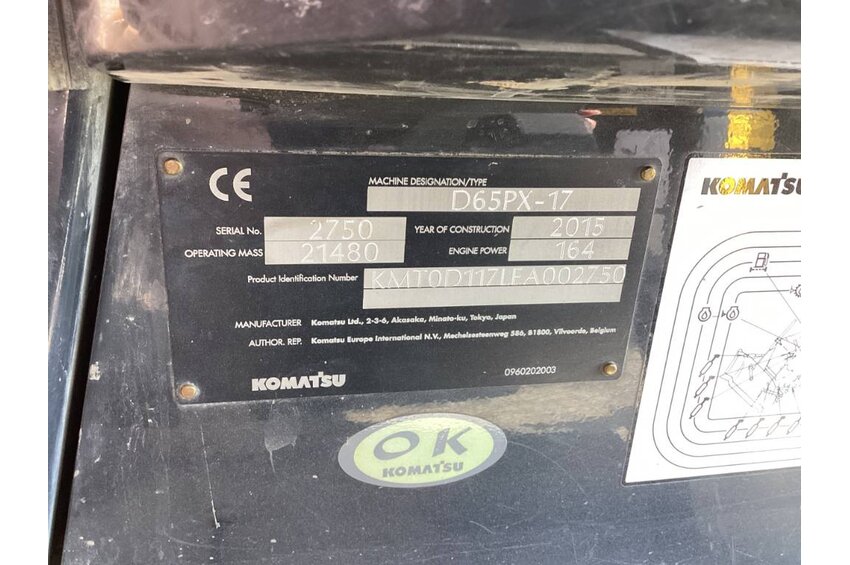 CE
MACHINE DESIGNATION/TYPE
D65PX-17
SERIAL No. 2750 YEAR OF CONSTRUCTION 2015
OPERATING MASS 21480 ENGINE POWER 164
Product Identification Number KMT0D117LFA002750
MANUFACTURER Komatsu Ltd., 2-3-6, Akasaka, Minato-ku, Tokyo, Japan
AUTHOR. REP. Komatsu Europe International N.V., Mechelsesteenweg 586, B1800, Vilvoorde, Belgium
KOMATSU 0960202003
OK
KOMATSU
KOMATSU